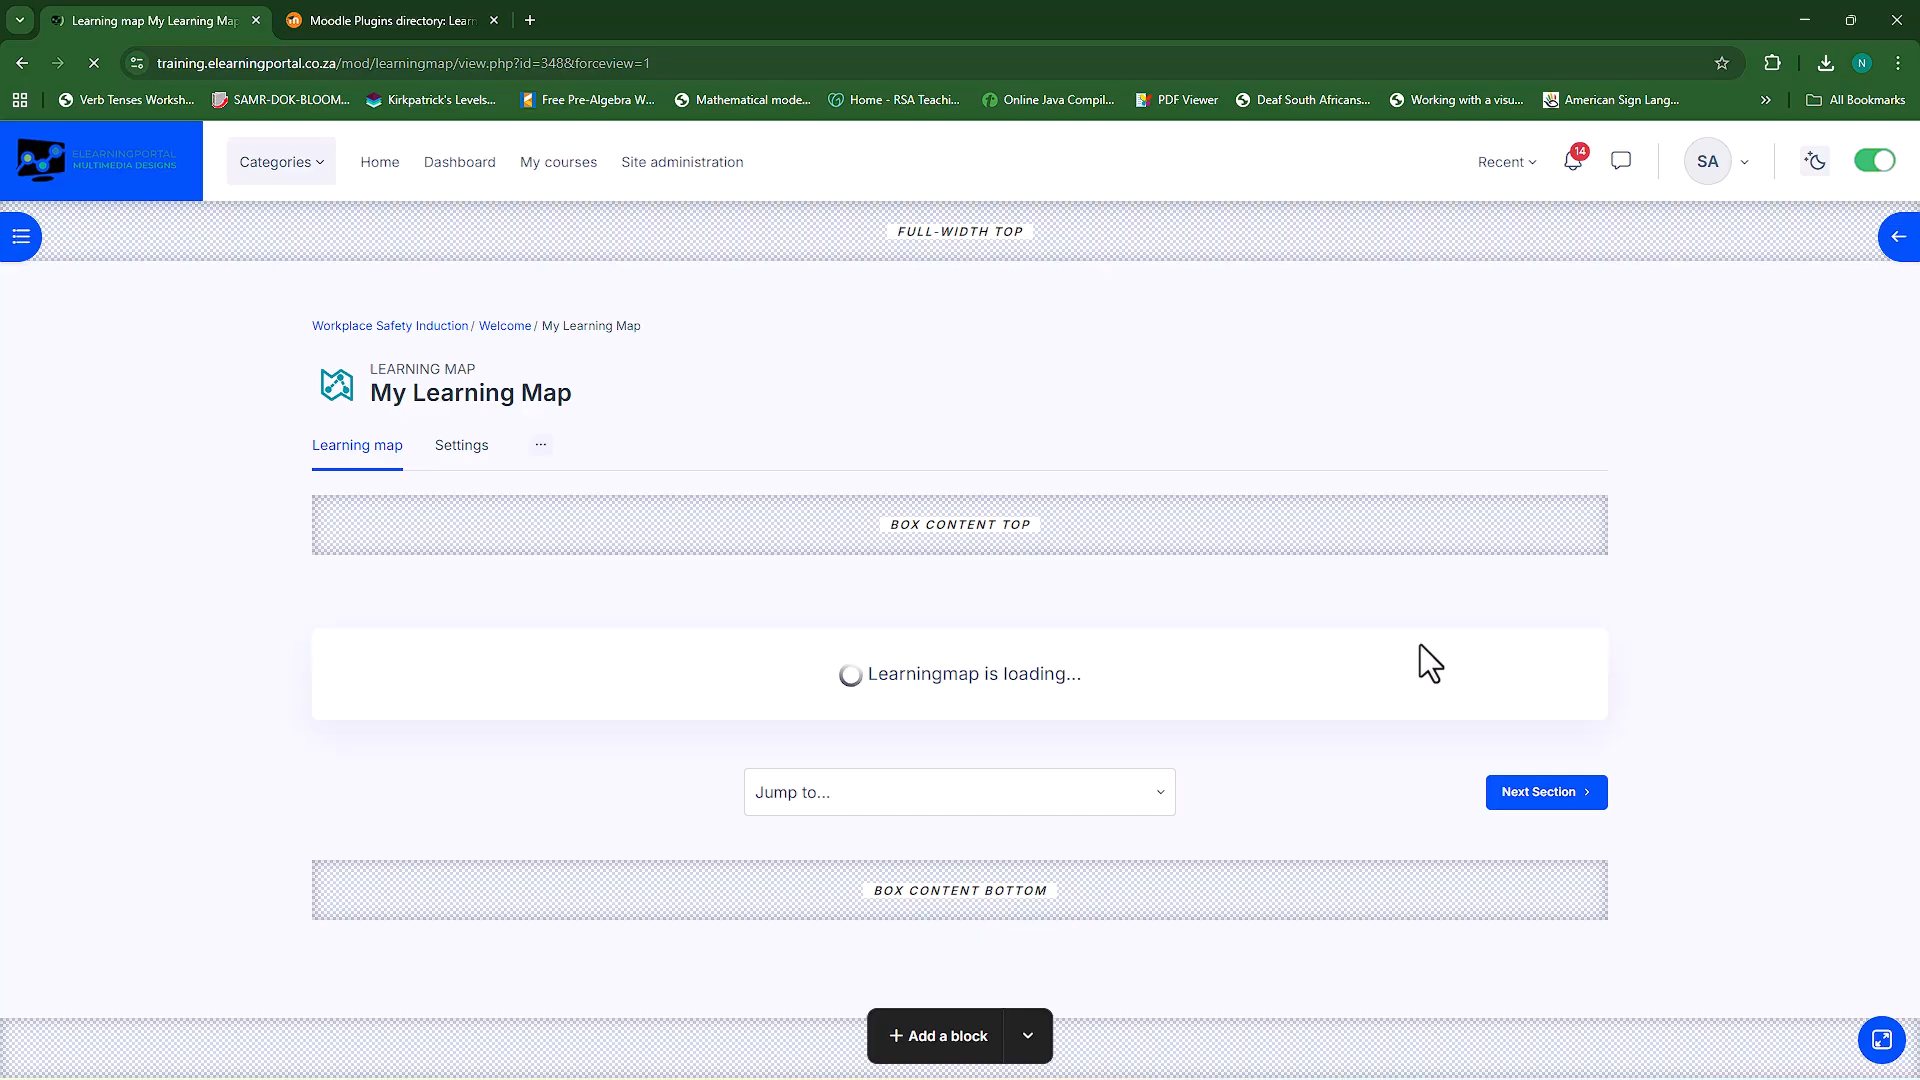 Learning map My Learning Map
Moodle Plugins directory: Lear
training.elearningportal.co.za/mod/learningmap/view.php?id=348&forceview=1
Verb Tenses Worksh...
SAMR-DOK-BLOOM...
Kirkpatrick's Levels...
Free Pre-Algebra W...
Mathematical mode...
Home - RSA Teachi...
Online Java Compil...
PDF Viewer
Deaf South Africans...
Working with a visu...
American Sign Lang...
All Bookmarks
N
ELEARNINGPORTAL
MULTIMEDIA DESIGNS
Categories
Home
Dashboard
My courses
Site administration
Recent
14
SA
FULL-WIDTH TOP
Workplace Safety Induction / Welcome / My Learning Map
LEARNING MAP
My Learning Map
Learning map
Settings
...
BOX CONTENT TOP
Learningmap is loading...
Jump to...
Next Section
BOX CONTENT BOTTOM
+ Add a block